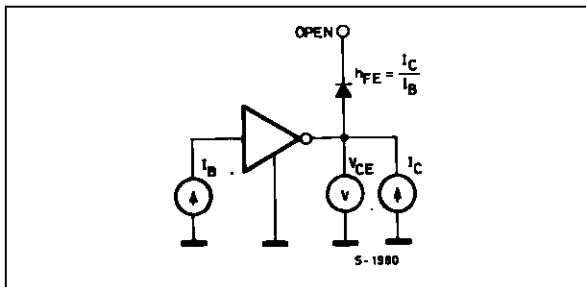 OPEN
hFE = IC / IB
IB
VCE
V
IC
S-1980